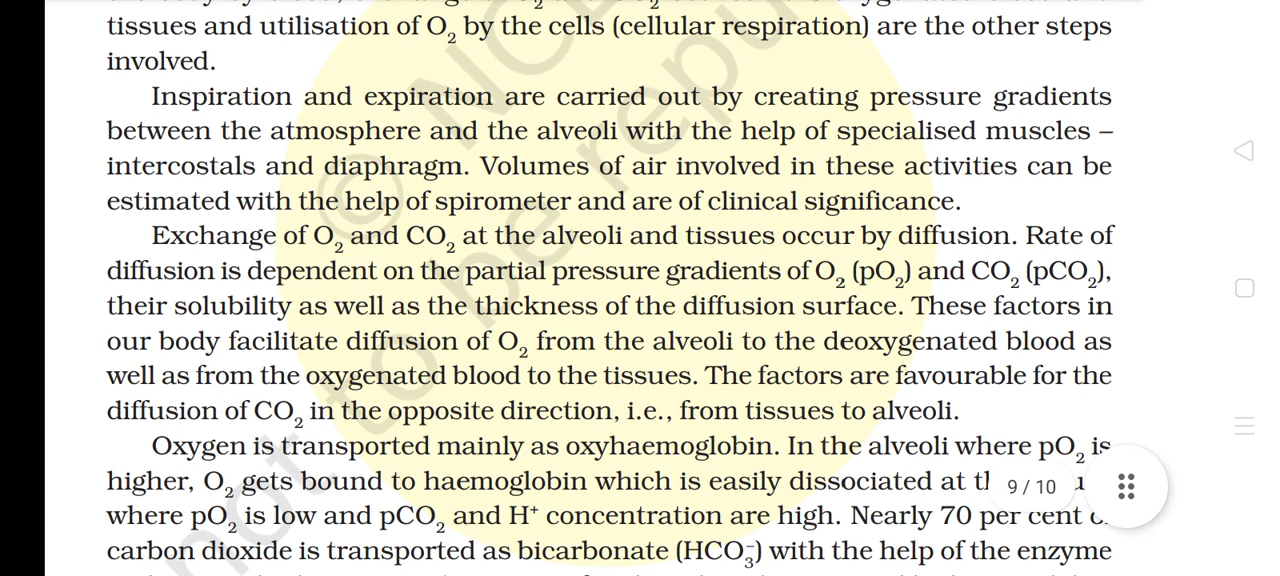 tissues and utilisation of O₂ by the cells (cellular respiration) are the other steps
involved.
Inspiration and expiration are carried out by creating pressure gradients
between the atmosphere and the alveoli with the help of specialised muscles –
intercostals and diaphragm. Volumes of air involved in these activities can be
estimated with the help of spirometer and are of clinical significance.
Exchange of O₂ and CO₂ at the alveoli and tissues occur by diffusion. Rate of
diffusion is dependent on the partial pressure gradients of O₂ (pO₂) and CO₂ (pCO₂),
their solubility as well as the thickness of the diffusion surface. These factors in
our body facilitate diffusion of O₂ from the alveoli to the deoxygenated blood as
well as from the oxygenated blood to the tissues. The factors are favourable for the
diffusion of CO₂ in the opposite direction, i.e., from tissues to alveoli.
Oxygen is transported mainly as oxyhaemoglobin. In the alveoli where pO₂ is
higher, O₂ gets bound to haemoglobin which is easily dissociated at
9 / 10
where pO₂ is low and pCO₂ and H⁺ concentration are high. Nearly 70 per cent
carbon dioxide is transported as bicarbonate (HCO₃⁻) with the help of the enzyme
© NC
not to be repu